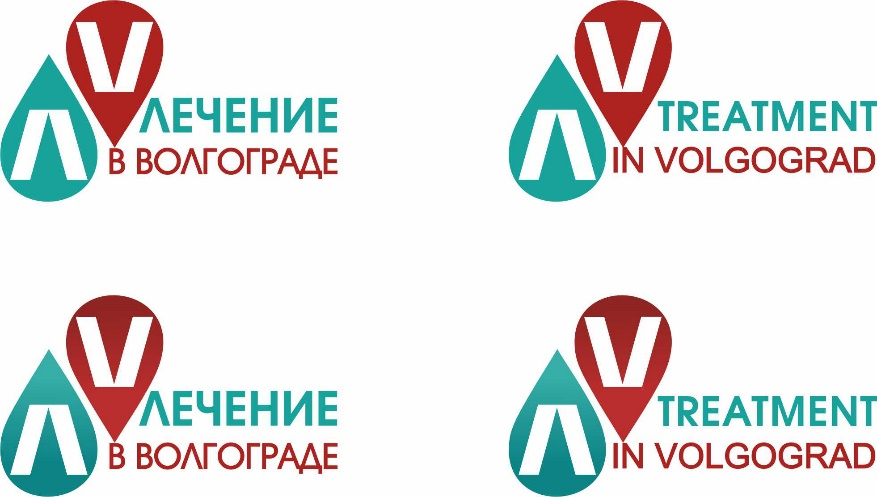 Λ V
ЛЕЧЕНИЕ
В ВОЛГОГРАДЕ
Λ V
TREATMENT
IN VOLGOGRAD
Λ V
ЛЕЧЕНИЕ
В ВОЛГОГРАДЕ
Λ V
TREATMENT
IN VOLGOGRAD